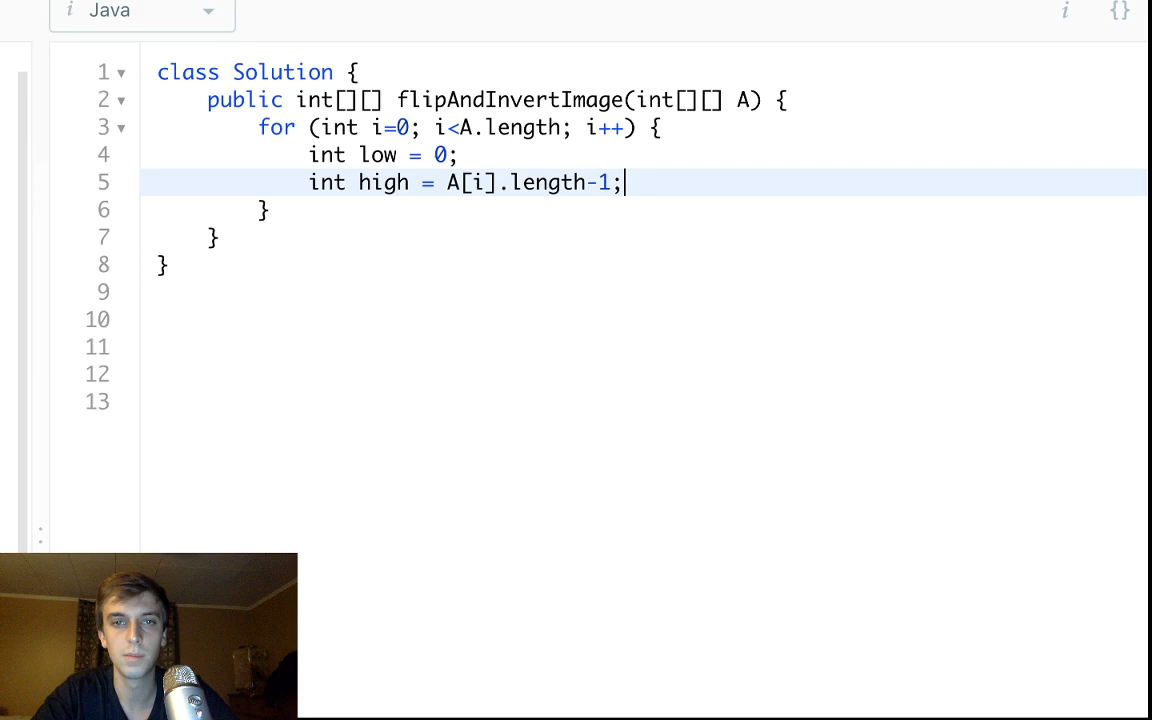 i Java i {}
1 class Solution {
2 public int[][] flipAndInvertImage(int[][] A) {
3 for (int i=0; i<A.length; i++) {
4 int low = 0;
5 int high = A[i].length-1;
6 }
7 }
8 }
9
10
11
12
13